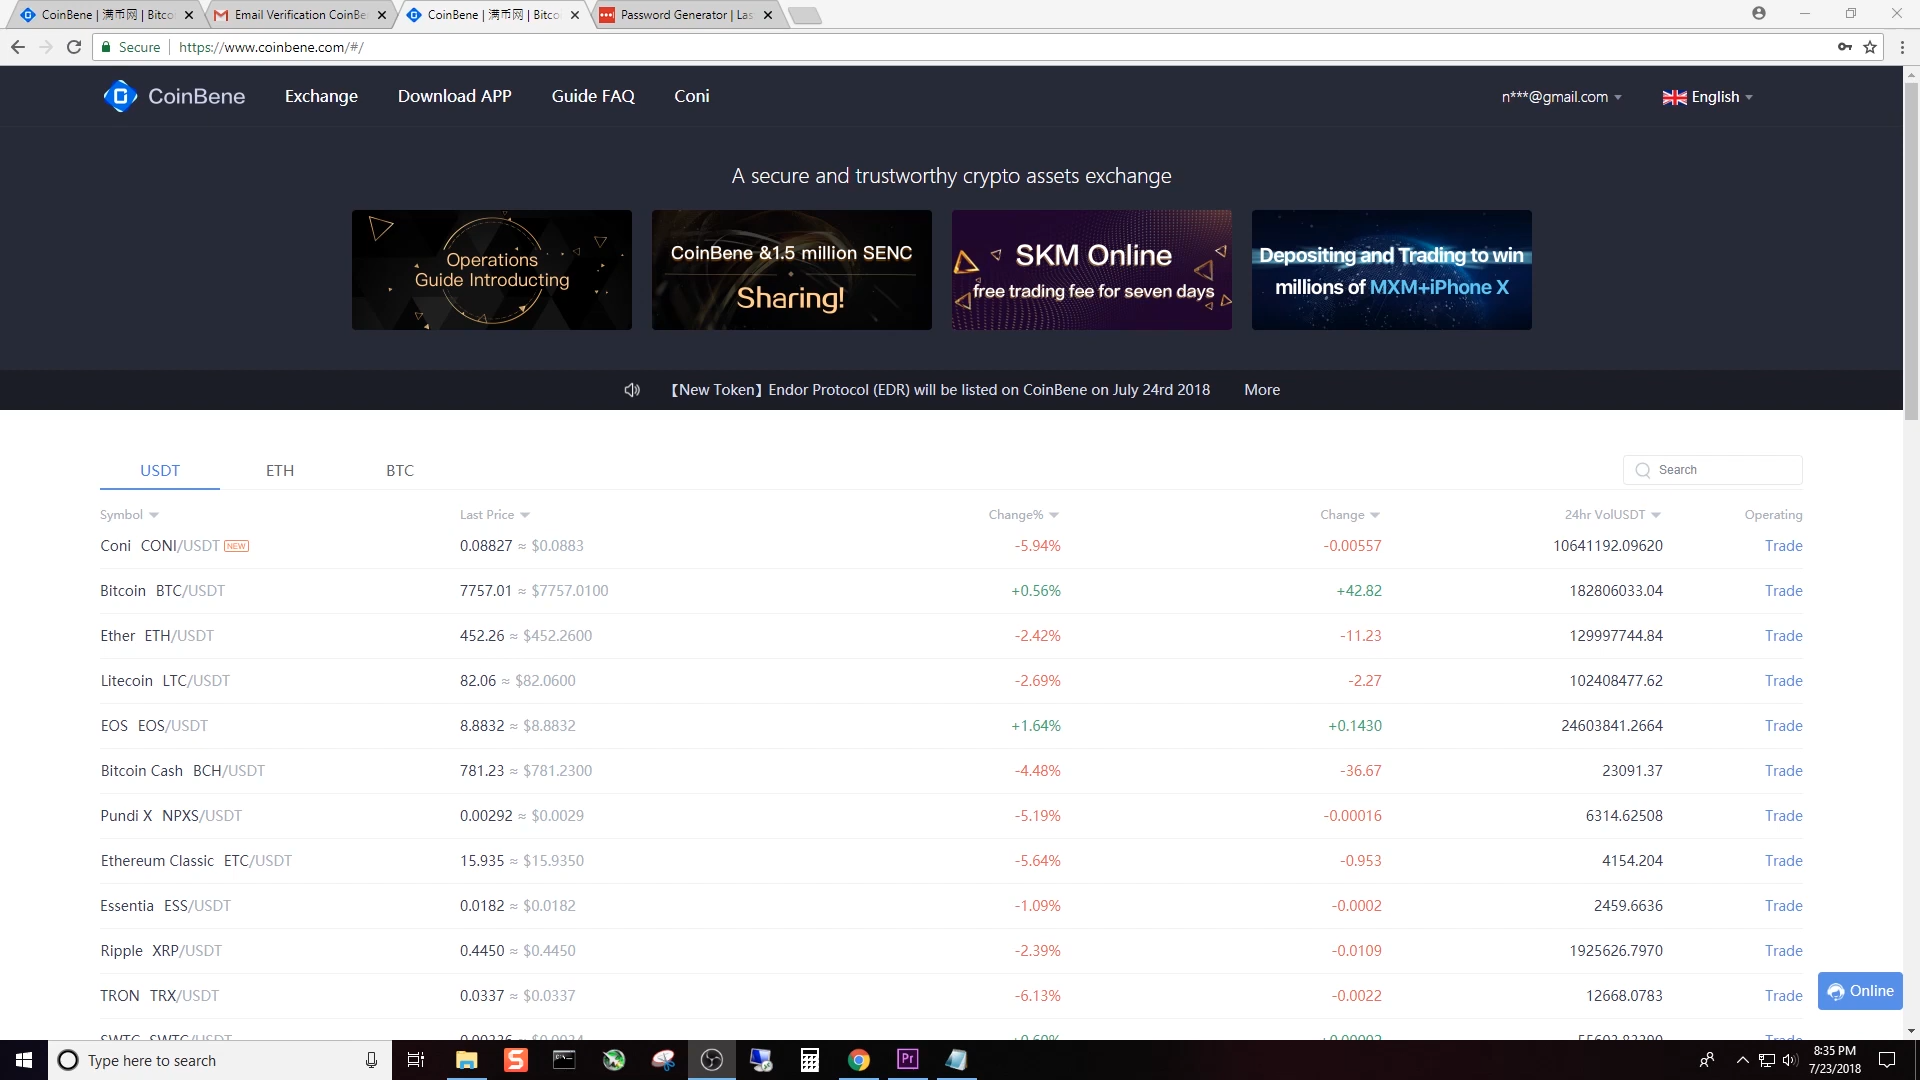 CoinBene | 满币网 | Bitco
Email Verification CoinBe
CoinBene | 满币网 | Bitco
Password Generator | Las
Secure
https://www.coinbene.com/#/
CoinBene
Exchange
Download APP
Guide FAQ
Coni
n***@gmail.com
English
A secure and trustworthy crypto assets exchange
Operations
Guide Introducting
CoinBene &1.5 million SENC
Sharing!
SKM Online
free trading fee for seven days
Depositing and Trading to win
millions of MXM+iPhone X
【New Token】Endor Protocol (EDR) will be listed on CoinBene on July 24rd 2018 More
USDT ETH BTC
Search
Symbol Last Price Change% Change 24hr VolUSDT Operating
Coni CONI/USDT NEW 0.08827 ≈ $0.0883 -5.94% -0.00557 10641192.09620 Trade
Bitcoin BTC/USDT 7757.01 ≈ $7757.0100 +0.56% +42.82 182806033.04 Trade
Ether ETH/USDT 452.26 ≈ $452.2600 -2.42% -11.23 129997744.84 Trade
Litecoin LTC/USDT 82.06 ≈ $82.0600 -2.69% -2.27 102408477.62 Trade
EOS EOS/USDT 8.8832 ≈ $8.8832 +1.64% +0.1430 24603841.2664 Trade
Bitcoin Cash BCH/USDT 781.23 ≈ $781.2300 -4.48% -36.67 23091.37 Trade
Pundi X NPXS/USDT 0.00292 ≈ $0.0029 -5.19% -0.00016 6314.62508 Trade
Ethereum Classic ETC/USDT 15.935 ≈ $15.9350 -5.64% -0.953 4154.204 Trade
Essentia ESS/USDT 0.0182 ≈ $0.0182 -1.09% -0.0002 2459.6636 Trade
Ripple XRP/USDT 0.4450 ≈ $0.4450 -2.39% -0.0109 1925626.7970 Trade
TRON TRX/USDT 0.0337 ≈ $0.0337 -6.13% -0.0022 12668.0783 Trade
Online
Type here to search
Pr
8:35 PM
7/23/2018